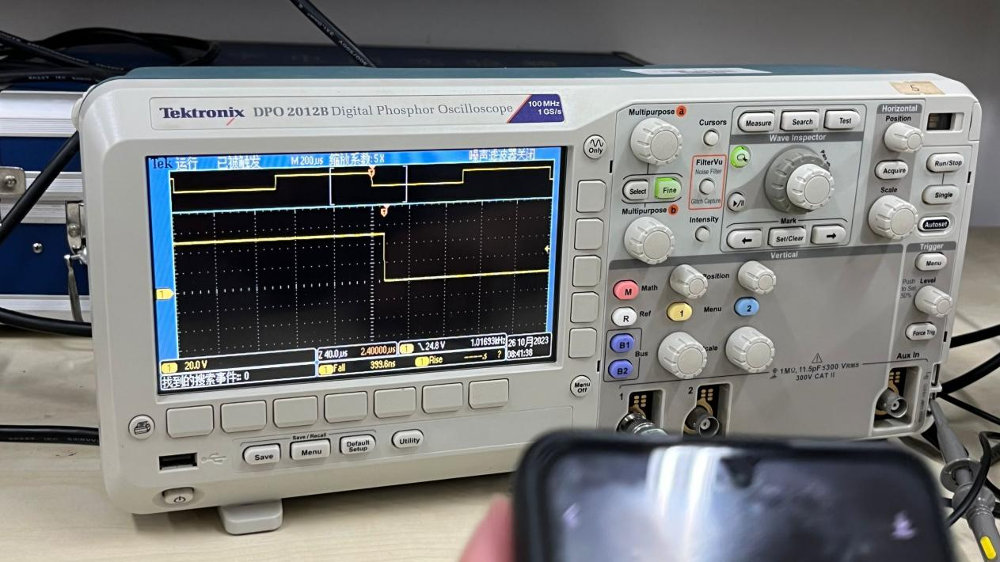 Tektronix DPO 2012B Digital Phosphor Oscilloscope 100 MHz 1 GS/s
5
Tek 运行 已被触发 M 200µs 缩放系数: 5 X 噪声滤波器关闭
1
1 20.0 V
Z 40.0µs 2.40000µs
1 24.8 V 1.01693kHz
26 10月 2023
08:41:38
1 Fall 399.6ns 1 Rise -----s ?
找到的搜索事件: 0
Only
Menu Off
Save
Save / Recall
Menu
Default Setup
Utility
Multipurpose a
Cursors
Select
Fine
FilterVu
Noise Filter
Glitch Capture
Multipurpose b
Intensity
Measure
Search
Test
Wave Inspector
Mark
Set/Clear
Horizontal
Position
Acquire
Scale
Run/Stop
Single
Autoset
Trigger
Menu
Level
Push to Set 50%
Force Trig
Vertical
Position
M Math
R Ref
1 Menu 2
B1
Bus
B2
Scale
1MΩ, 11.5pF ≤300 VRMS
300V CAT II
Aux In
1
2